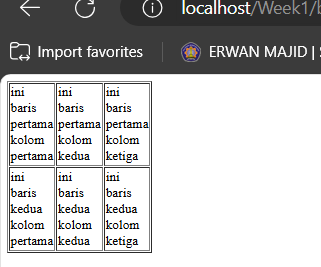 localhost/Week1/
Import favorites
ERWAN MAJID |
ini baris pertama kolom pertama
ini baris pertama kolom kedua
ini baris pertama kolom ketiga
ini baris kedua kolom pertama
ini baris kedua kolom kedua
ini baris kedua kolom ketiga